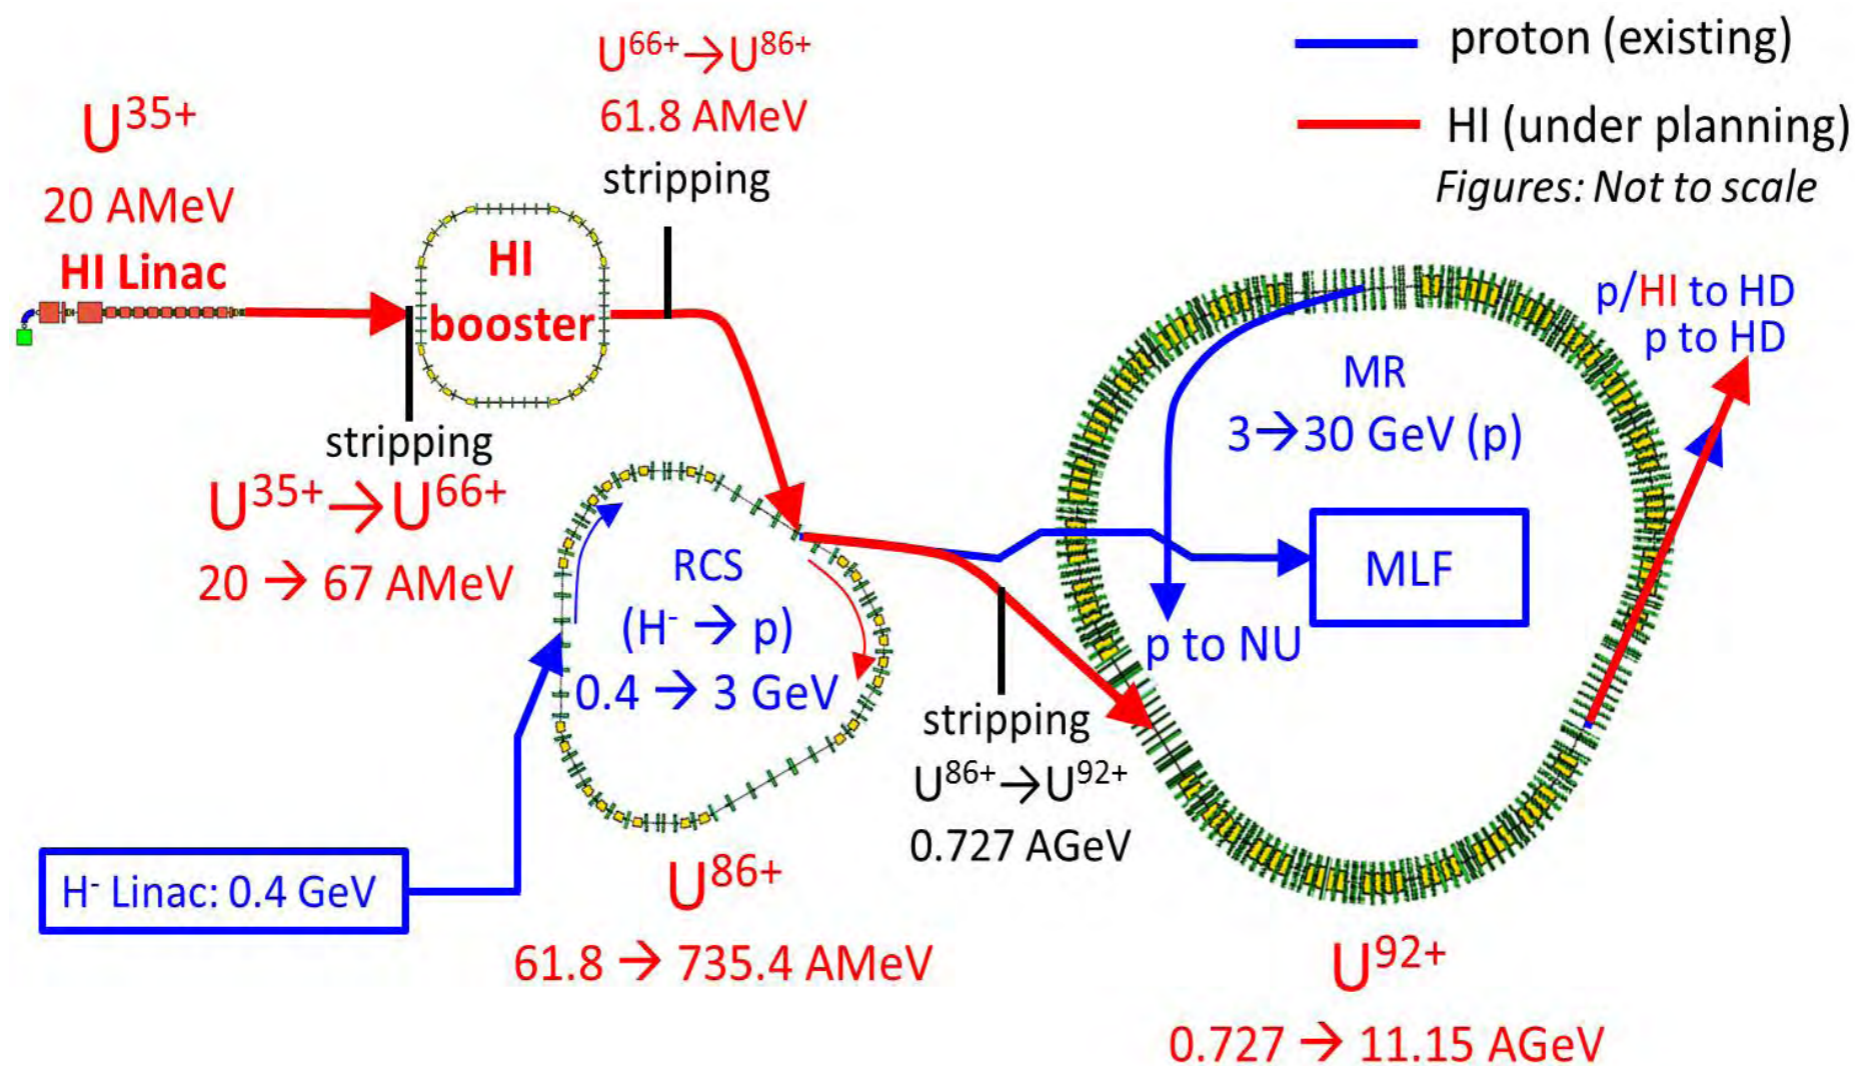 U66+→U86+
61.8 AMeV
stripping
proton (existing)
HI (under planning)
Figures: Not to scale
U35+
20 AMeV
HI Linac
HI
booster
stripping
U35+→U66+
20 → 67 AMeV
p/HI to HD
p to HD
MR
3→30 GeV (p)
MLF
p to NU
RCS
(H- → p)
0.4 → 3 GeV
stripping
U86+→U92+
0.727 AGeV
H- Linac: 0.4 GeV
U86+
61.8 → 735.4 AMeV
U92+
0.727 → 11.15 AGeV